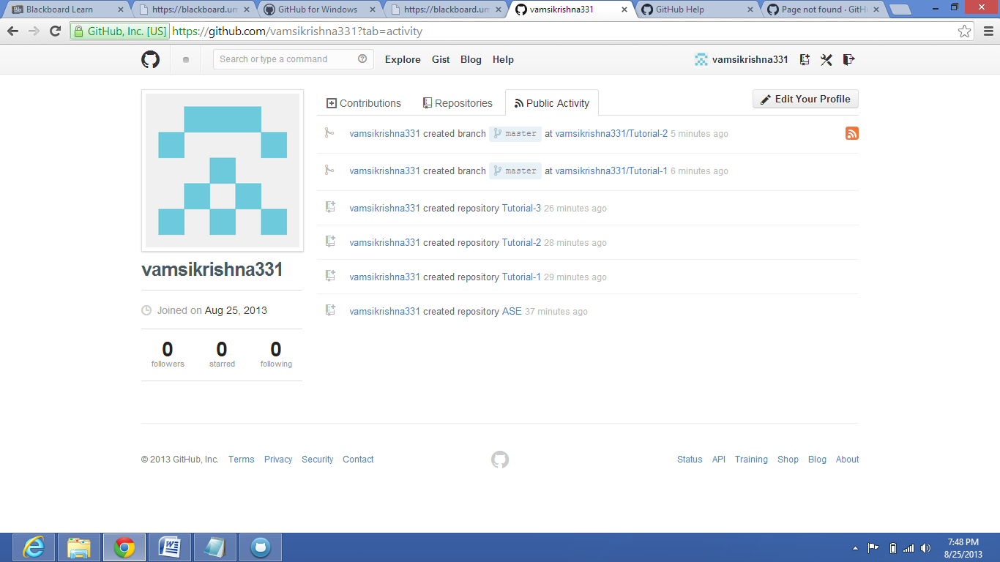 Bb Blackboard Learn https://blackboard.um GitHub for Windows https://blackboard.um vamsikrishna331 GitHub Help Page not found · GitHu
GitHub, Inc. [US] https://github.com/vamsikrishna331?tab=activity
Search or type a command Explore Gist Blog Help vamsikrishna331
Contributions Repositories Public Activity Edit Your Profile
vamsikrishna331 created branch master at vamsikrishna331/Tutorial-2 5 minutes ago
vamsikrishna331 created branch master at vamsikrishna331/Tutorial-1 6 minutes ago
vamsikrishna331 created repository Tutorial-3 26 minutes ago
vamsikrishna331 created repository Tutorial-2 28 minutes ago
vamsikrishna331 created repository Tutorial-1 29 minutes ago
vamsikrishna331 created repository ASE 37 minutes ago
vamsikrishna331
Joined on Aug 25, 2013
0 0 0
followers starred following
© 2013 GitHub, Inc. Terms Privacy Security Contact Status API Training Shop Blog About
7:48 PM
8/25/2013